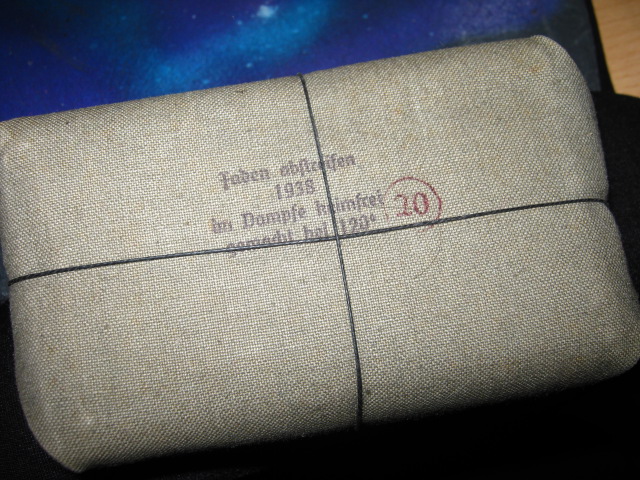 Faden abstreifen
1938
im Dampfe keimfrei
gemacht bei 120°
20